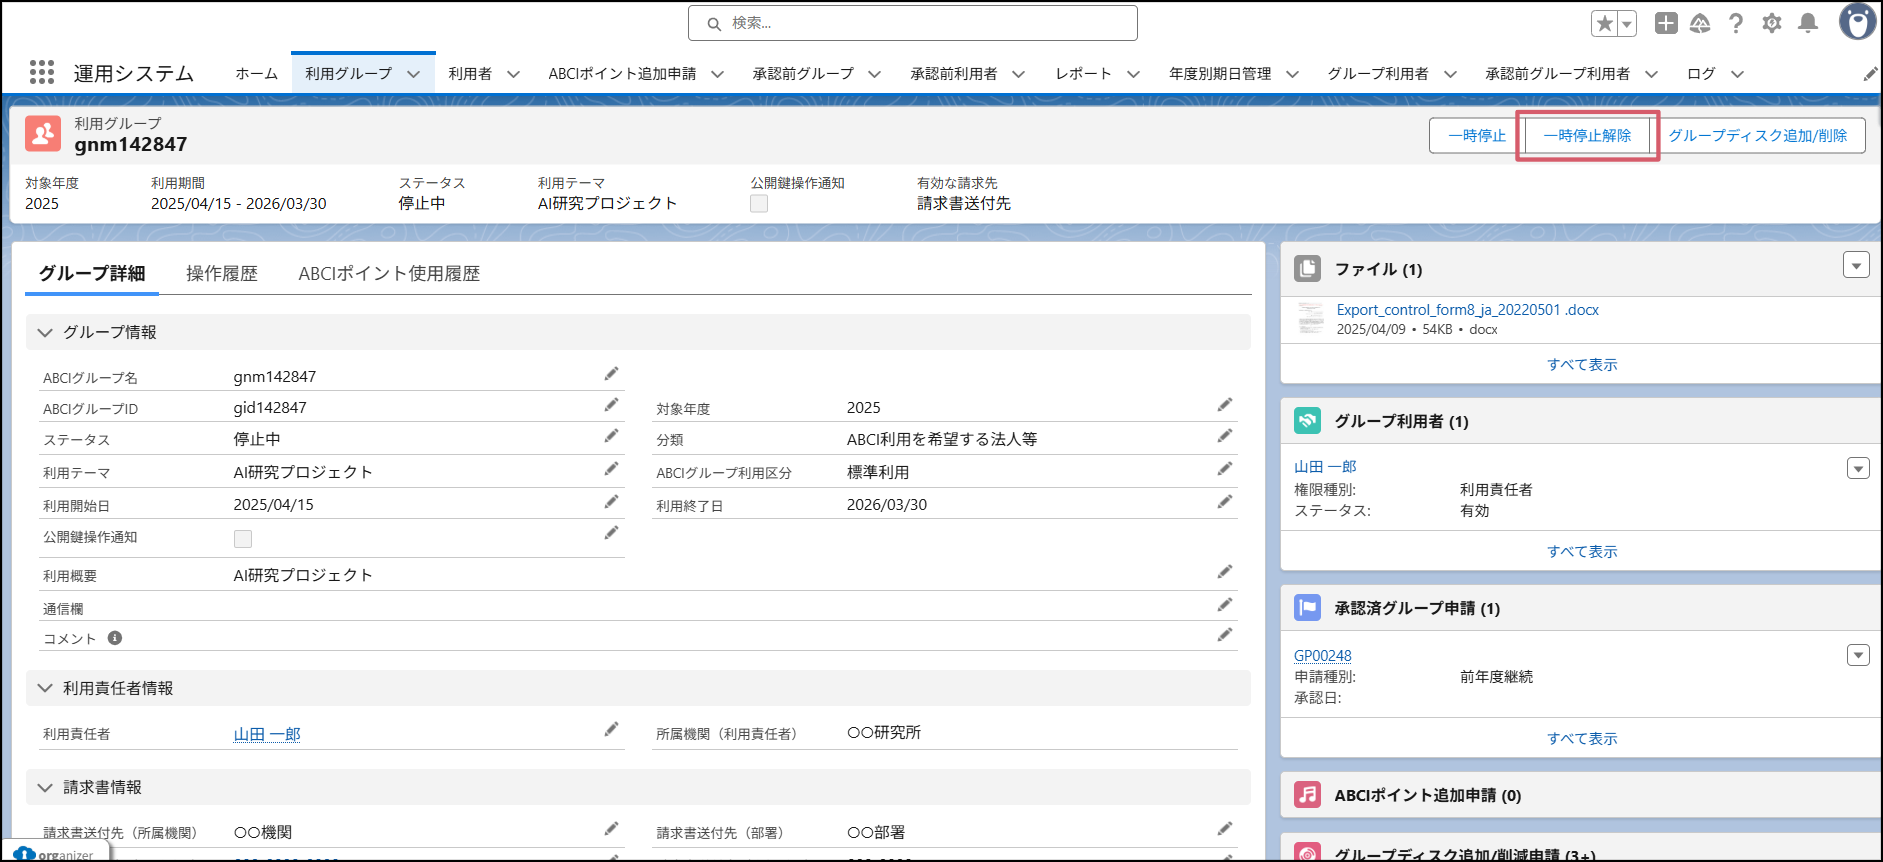 検索...
運用システム ホーム 利用グループ 利用者 ABCIポイント追加申請 承認前グループ 承認前利用者 レポート 年度別期日管理 グループ利用者 承認前グループ利用者 ログ
利用グループ
gnm142847
一時停止 一時停止解除 グループディスク追加/削除
対象年度 利用期間 ステータス 利用テーマ 公開鍵操作通知 有効な請求先
2025 2025/04/15 - 2026/03/30 停止中 AI研究プロジェクト 請求書送付先
グループ詳細 操作履歴 ABCIポイント使用履歴
グループ情報
ABCIグループ名 gnm142847
ABCIグループID gid142847 対象年度 2025
ステータス 停止中 分類 ABCI利用を希望する法人等
利用テーマ AI研究プロジェクト ABCIグループ利用区分 標準利用
利用開始日 2025/04/15 利用終了日 2026/03/30
公開鍵操作通知
利用概要 AI研究プロジェクト
通信欄
コメント
利用責任者情報
利用責任者 山田 一郎 所属機関（利用責任者） 〇〇研究所
請求書情報
請求書送付先（所属機関） 〇〇機関 請求書送付先（部署） 〇〇部署
organizer
ファイル (1)
Export_control_form8_ja_20220501 .docx
2025/04/09 • 54KB • docx
すべて表示
グループ利用者 (1)
山田 一郎
権限種別: 利用責任者
ステータス: 有効
すべて表示
承認済グループ申請 (1)
GP00248
申請種別: 前年度継続
承認日:
すべて表示
ABCIポイント追加申請 (0)
グループディスク追加/削減申請 (3+)